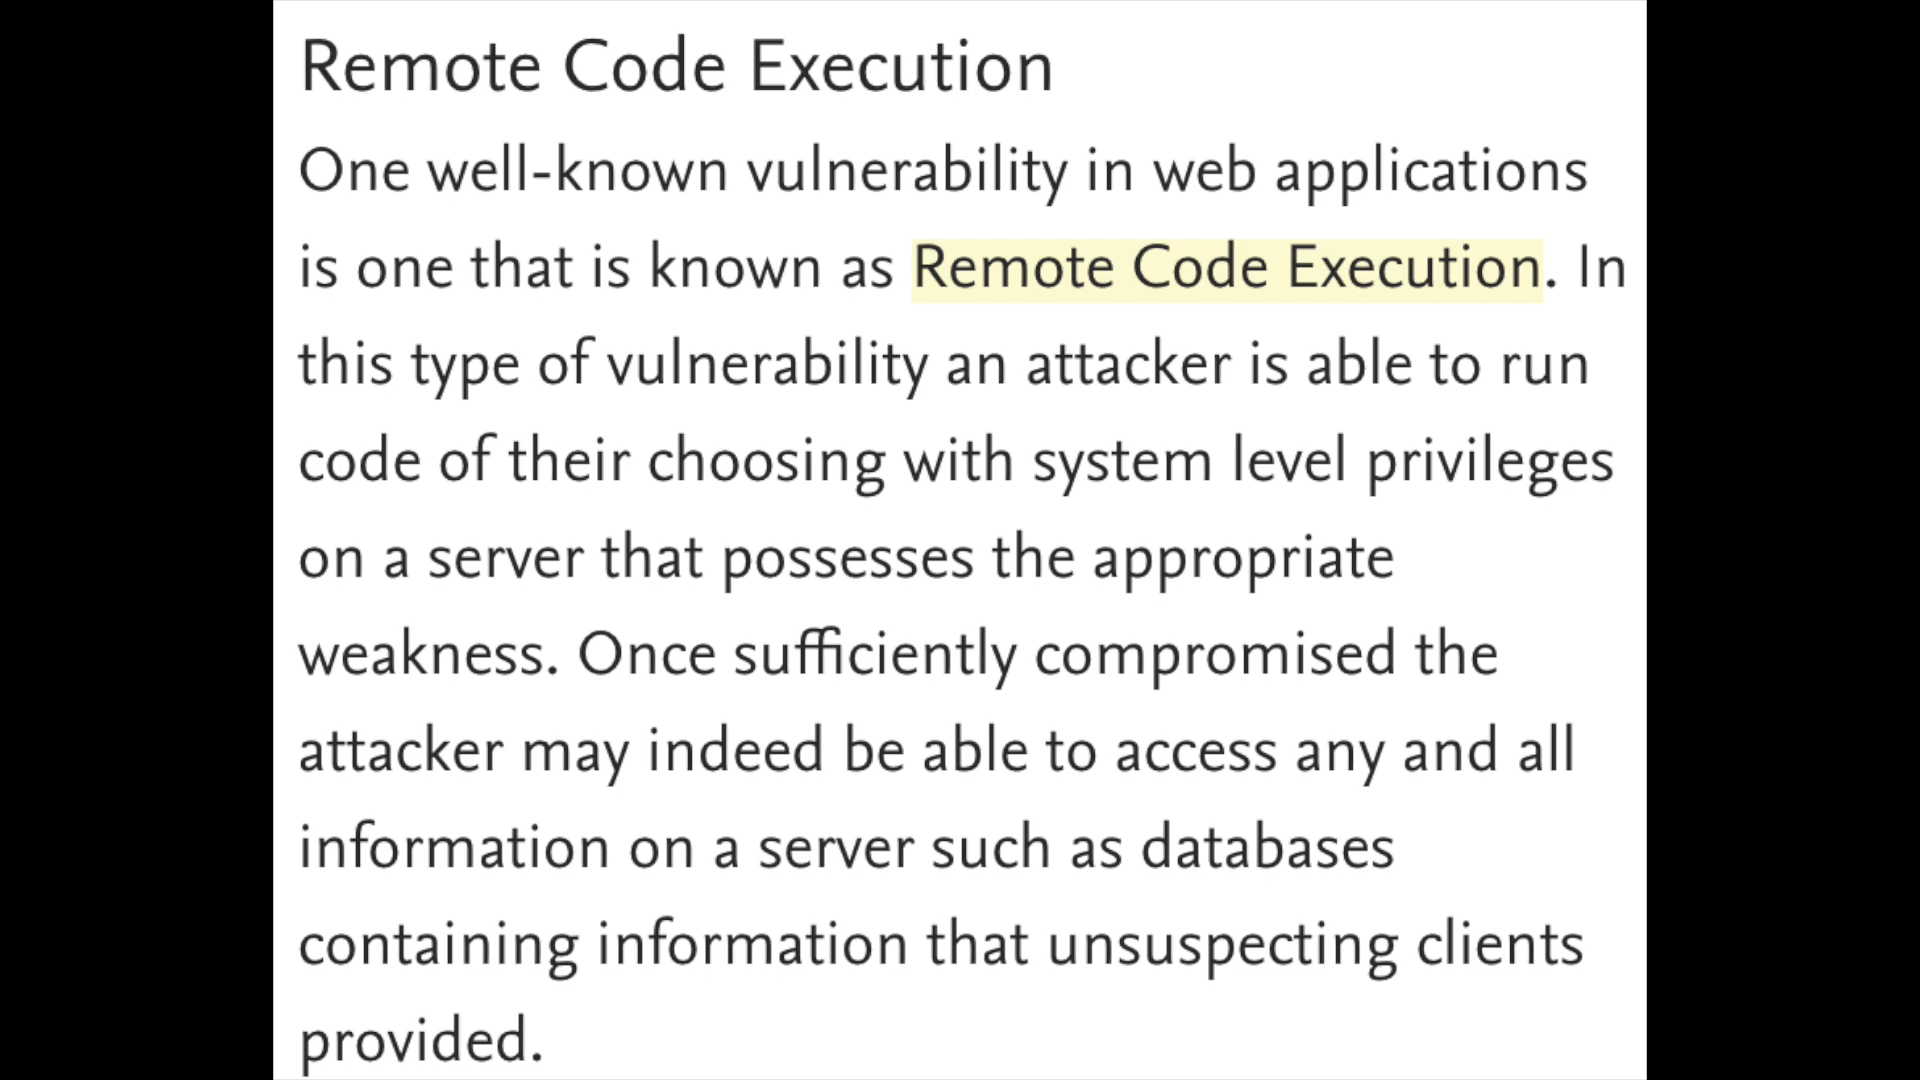 Remote Code Execution
One well-known vulnerability in web applications
is one that is known as Remote Code Execution. In
this type of vulnerability an attacker is able to run
code of their choosing with system level privileges
on a server that possesses the appropriate
weakness. Once sufficiently compromised the
attacker may indeed be able to access any and all
information on a server such as databases
containing information that unsuspecting clients
provided.